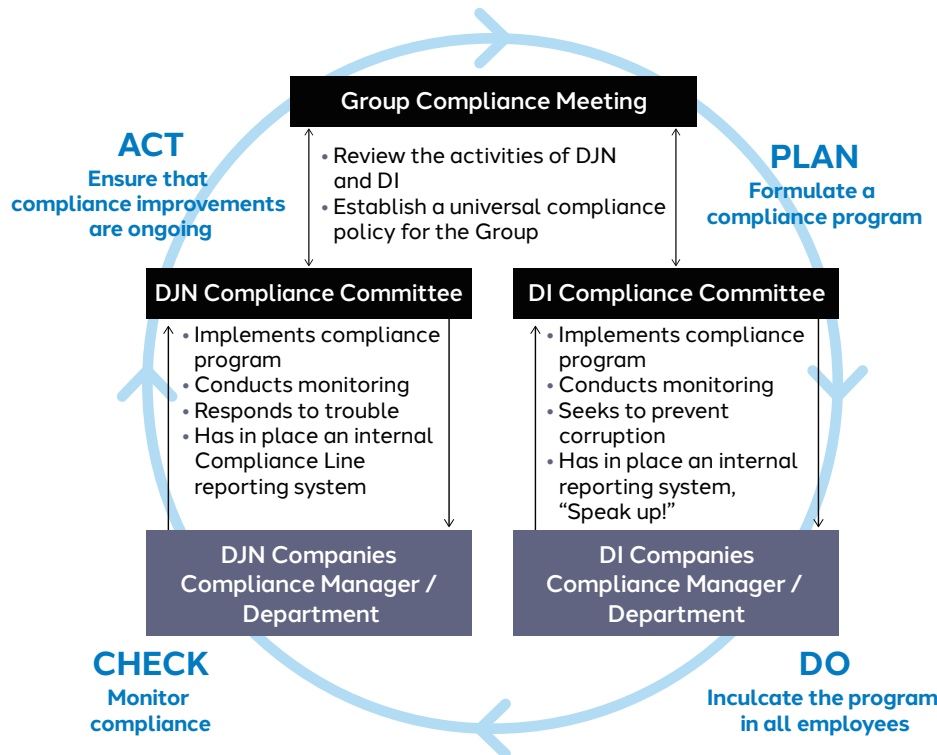 Group Compliance Meeting
ACT
Ensure that
compliance improvements
are ongoing
• Review the activities of DJN
and DI
• Establish a universal compliance
policy for the Group
PLAN
Formulate a
compliance program
DJN Compliance Committee
• Implements compliance
program
• Conducts monitoring
• Responds to trouble
• Has in place an internal
Compliance Line
reporting system
DI Compliance Committee
• Implements compliance
program
• Conducts monitoring
• Seeks to prevent
corruption
• Has in place an internal
reporting system,
“Speak up!”
DJN Companies
Compliance Manager /
Department
DI Companies
Compliance Manager /
Department
CHECK
Monitor
compliance
DO
Inculcate the program
in all employees